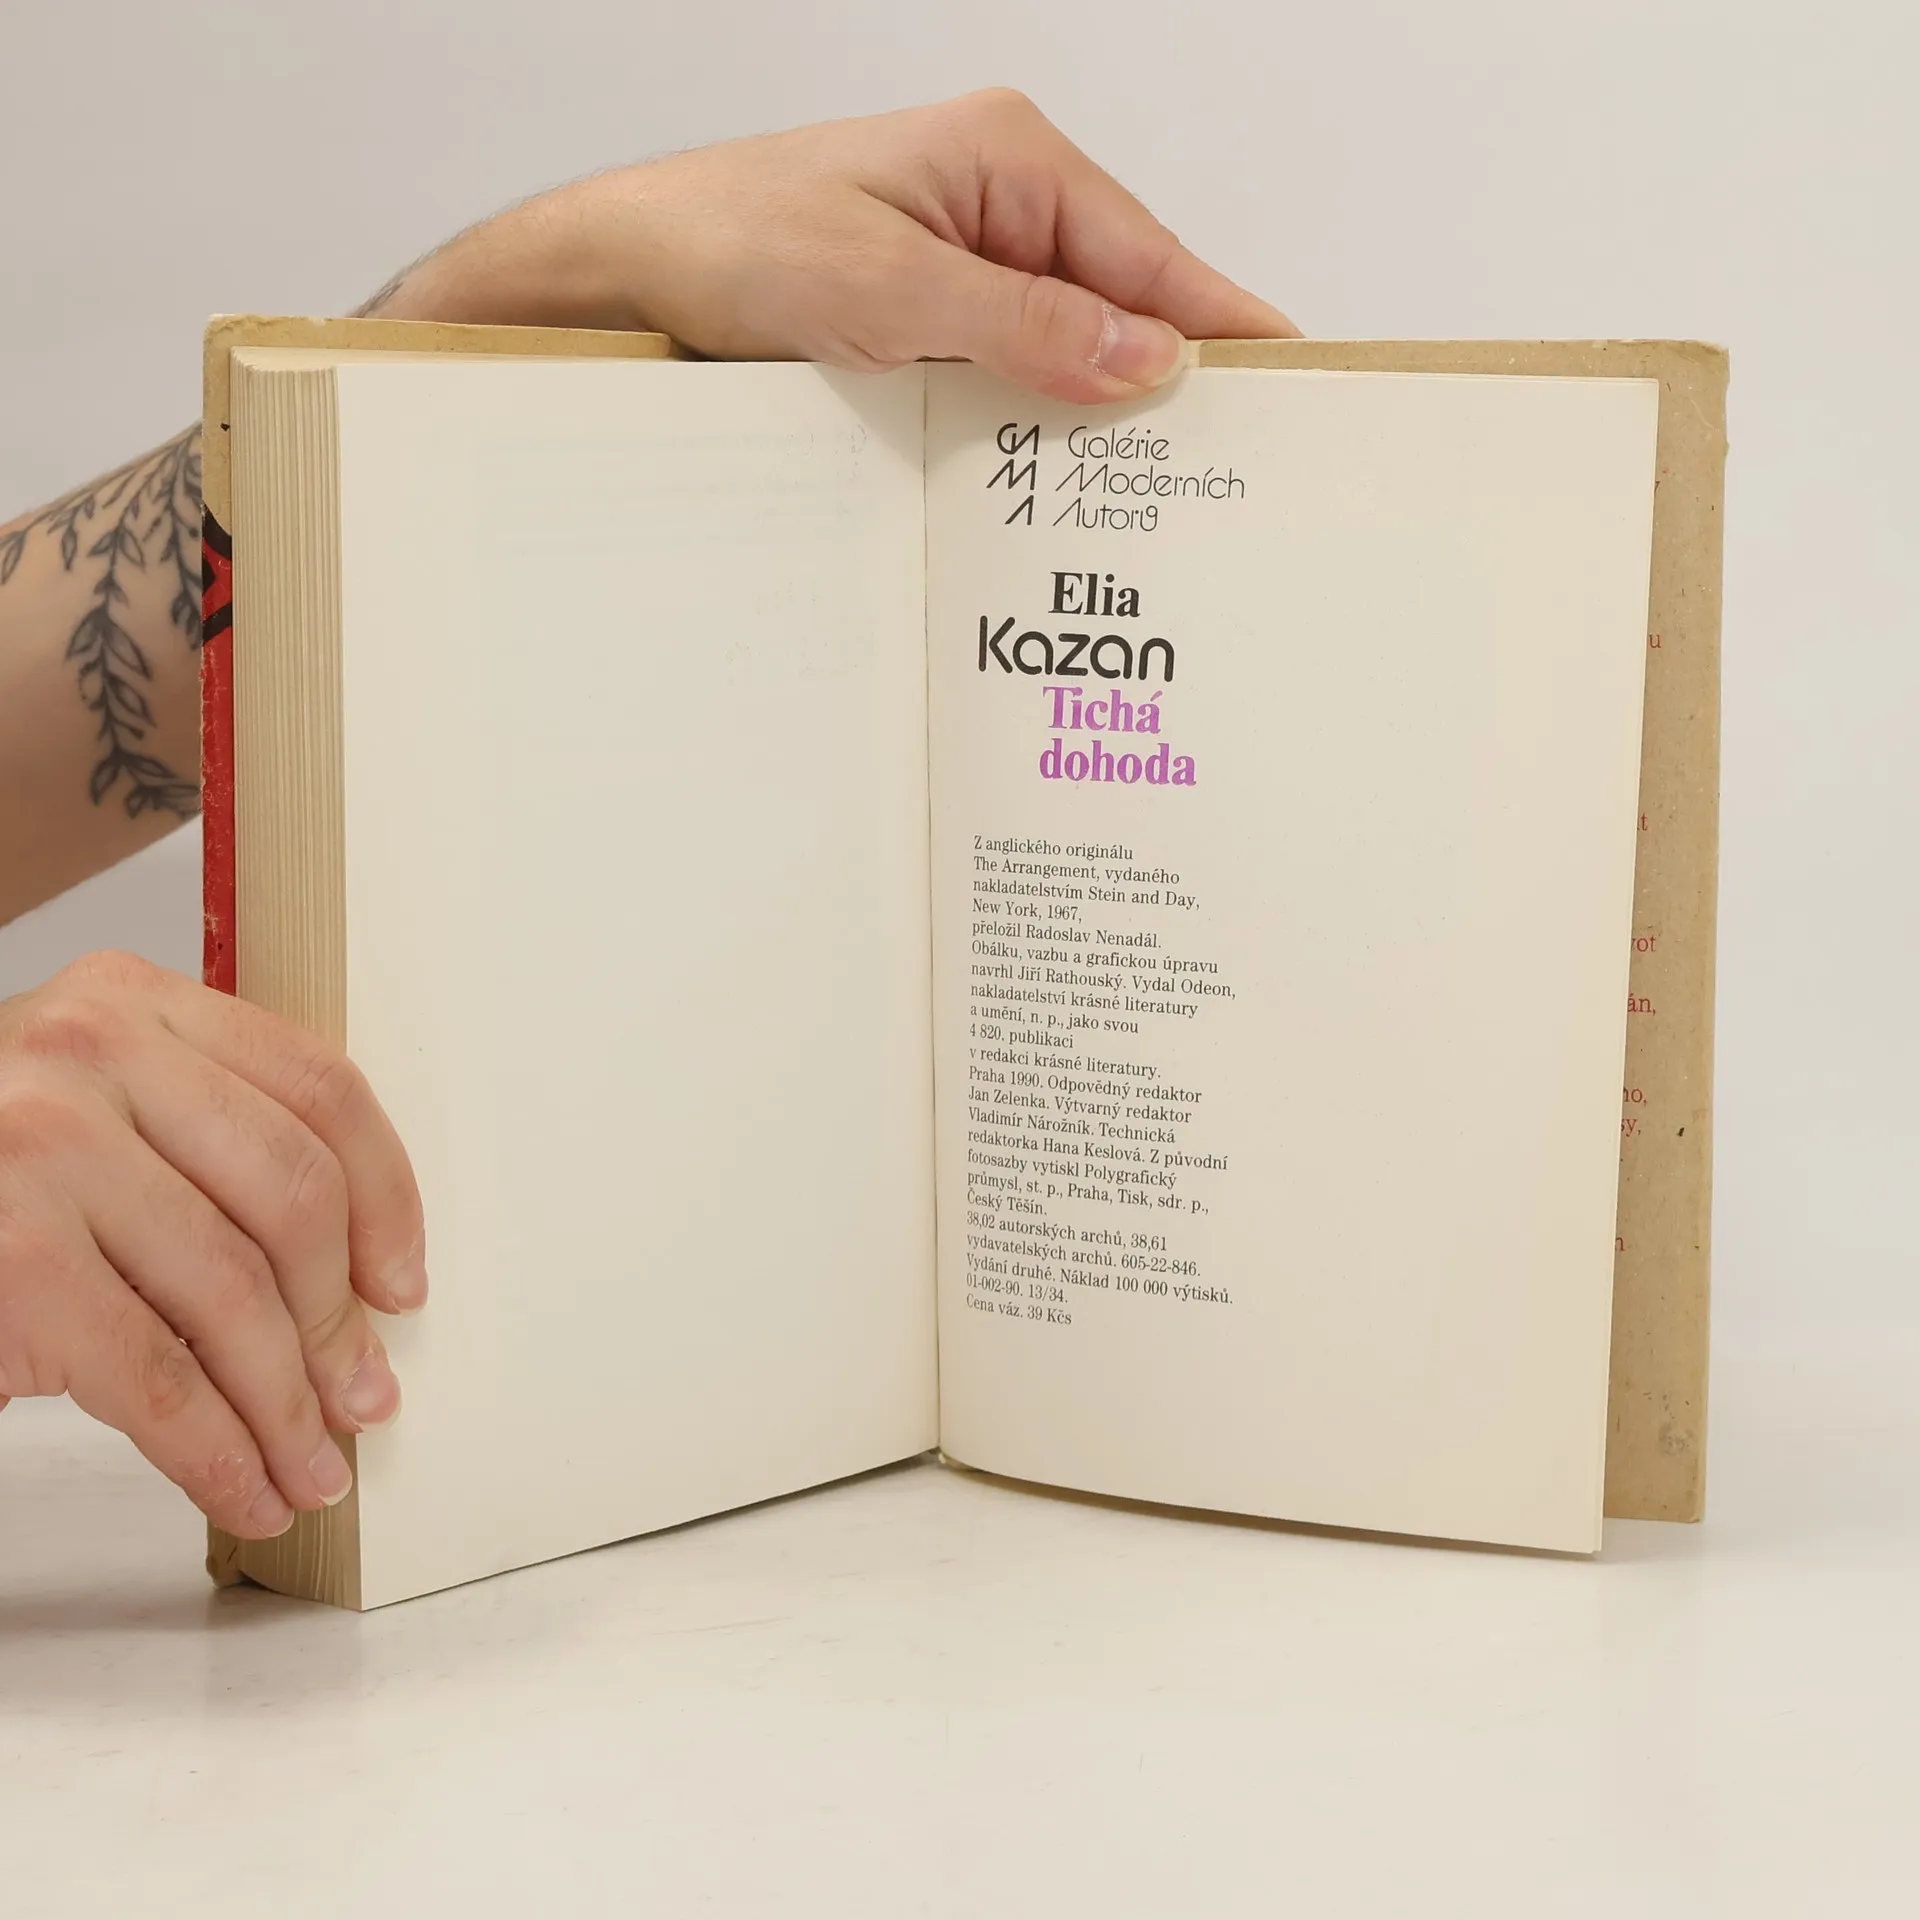 GM Galérie
M Moderních
A Autorů
Elia
Kazan
Tichá
dohoda
Z anglického originálu
The Arrangement, vydaného
nakladatelstvím Stein and Day,
New York, 1967,
přeložil Radoslav Nenadál.
Obálku, vazbu a grafickou úpravu
navrhl Jiří Rathouský. Vydal Odeon,
nakladatelství krásné literatury
a umění, n. p., jako svou
4 820. publikaci
v redakci krásné literatury.
Praha 1990. Odpovědný redaktor
Jan Zelenka. Výtvarný redaktor
Vladimír Nárožník. Technická
redaktorka Hana Keslová. Z původní
fotosazby vytiskl Polygrafický
průmysl, st. p., Praha, Tisk, sdr. p.,
Český Těšín.
38,02 autorských archů, 38,61
vydavatelských archů. 605-22-846.
Vydání druhé. Náklad 100 000 výtisků.
01-002-90. 13/34.
Cena váz. 39 Kčs